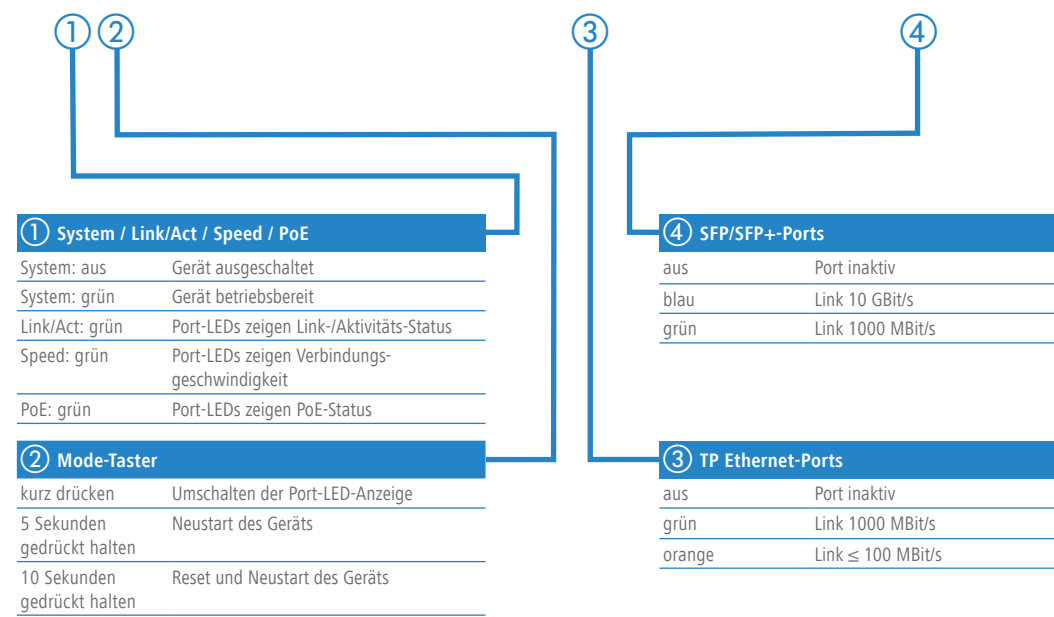 ① ② ③ ④
① System / Link/Act / Speed / PoE
System: aus Gerät ausgeschaltet
System: grün Gerät betriebsbereit
Link/Act: grün Port-LEDs zeigen Link-/Aktivitäts-Status
Speed: grün Port-LEDs zeigen Verbindungs-
geschwindigkeit
PoE: grün Port-LEDs zeigen PoE-Status
② Mode-Taster
kurz drücken Umschalten der Port-LED-Anzeige
5 Sekunden Neustart des Geräts
gedrückt halten
10 Sekunden Reset und Neustart des Geräts
gedrückt halten
④ SFP/SFP+-Ports
aus Port inaktiv
blau Link 10 GBit/s
grün Link 1000 MBit/s
③ TP Ethernet-Ports
aus Port inaktiv
grün Link 1000 MBit/s
orange Link ≤ 100 MBit/s